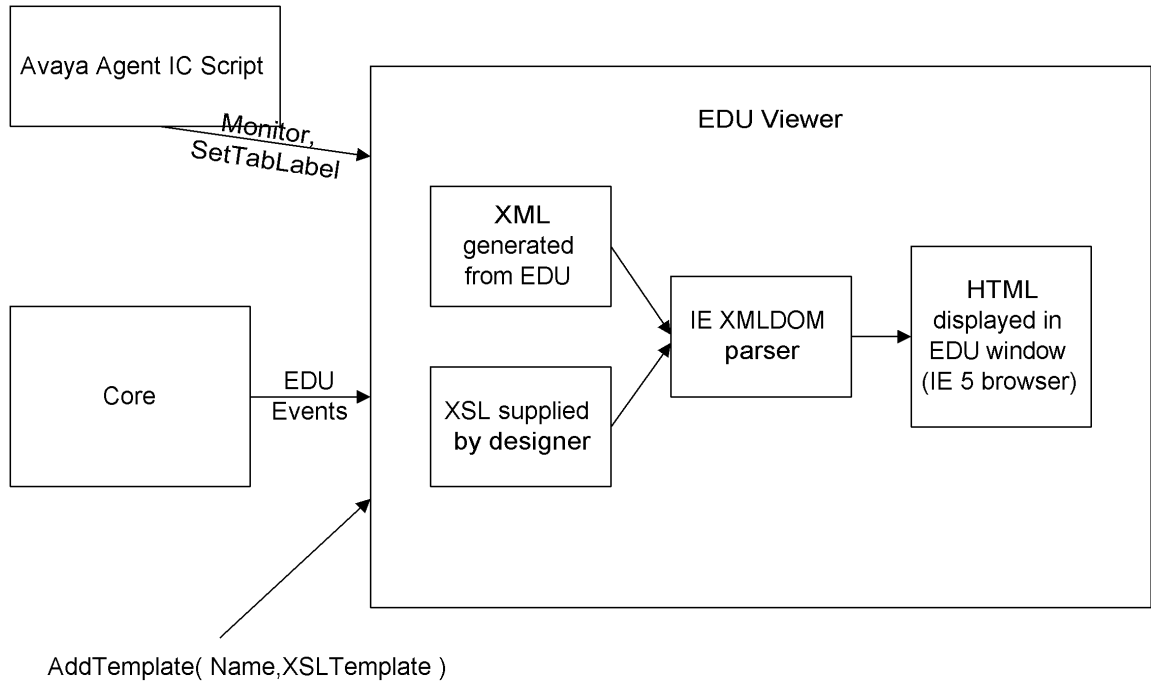 Avaya Agent IC Script
Monitor,
SetTabLabel
EDU Viewer
XML
generated
from EDU
IE XMLDOM
parser
HTML
displayed in
EDU window
(IE 5 browser)
Core
EDU
Events
XSL supplied
by designer
AddTemplate( Name,XSLTemplate )